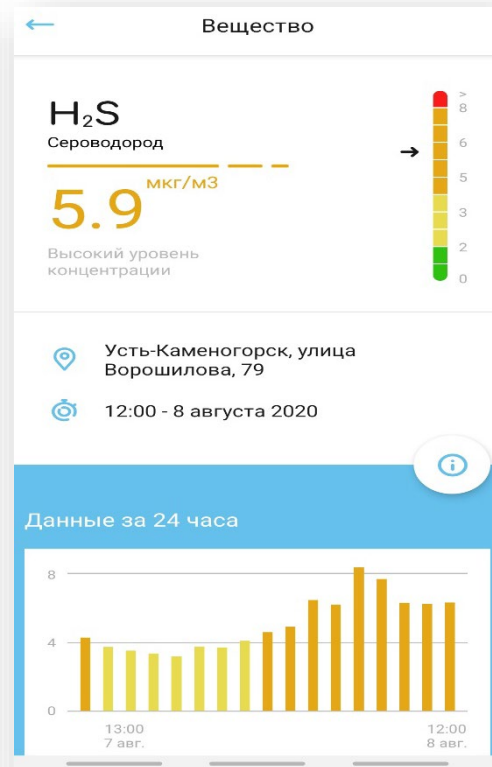 Вещество
H₂S
Сероводород
5.9 мкг/м3
Высокий уровень
концентрации
>
8
6
5
3
2
0
Усть-Каменогорск, улица
Ворошилова, 79
12:00 - 8 августа 2020
Данные за 24 часа
8
4
0
13:00
7 авг.
12:00
8 авг.